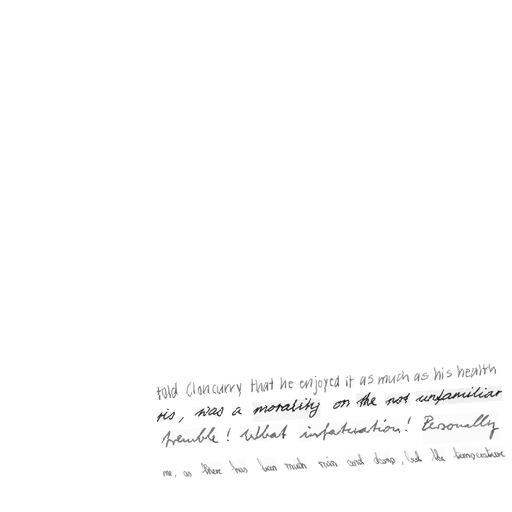 told Cloncurry that he enjoyed it as much as his health
ris, was a morality on the not unfamiliar
tremble! What infatuation! Personally
me, as there has been much rain and damp, but the temperature